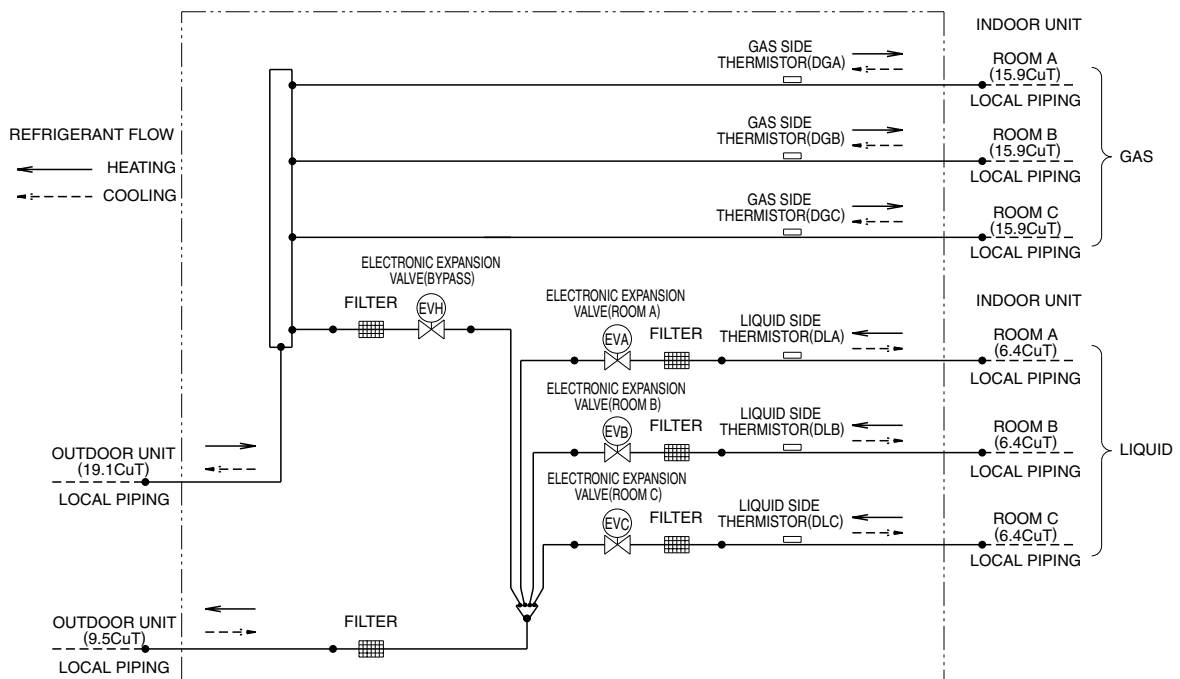 INDOOR UNIT
GAS SIDE
THERMISTOR(DGA)
ROOM A
(15.9CuT)
LOCAL PIPING
REFRIGERANT FLOW
HEATING
COOLING
GAS SIDE
THERMISTOR(DGB)
ROOM B
(15.9CuT)
LOCAL PIPING
GAS
GAS SIDE
THERMISTOR(DGC)
ROOM C
(15.9CuT)
LOCAL PIPING
ELECTRONIC EXPANSION
VALVE(BYPASS)
FILTER
EVH
INDOOR UNIT
ELECTRONIC EXPANSION
VALVE(ROOM A)
EVA
FILTER
LIQUID SIDE
THERMISTOR(DLA)
ROOM A
(6.4CuT)
LOCAL PIPING
ELECTRONIC EXPANSION
VALVE(ROOM B)
EVB
FILTER
LIQUID SIDE
THERMISTOR(DLB)
ROOM B
(6.4CuT)
LOCAL PIPING
LIQUID
OUTDOOR UNIT
(19.1CuT)
LOCAL PIPING
ELECTRONIC EXPANSION
VALVE(ROOM C)
EVC
FILTER
LIQUID SIDE
THERMISTOR(DLC)
ROOM C
(6.4CuT)
LOCAL PIPING
OUTDOOR UNIT
(9.5CuT)
LOCAL PIPING
FILTER